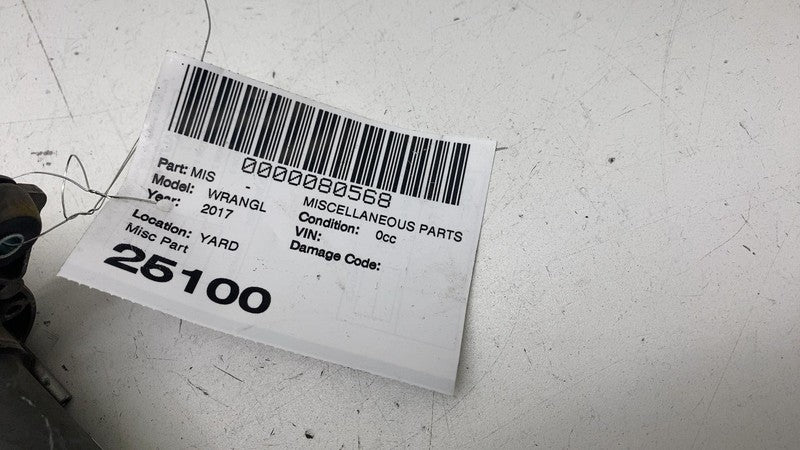 0000080568
Part: MIS - MISCELLANEOUS PARTS
Model: WRANGL Condition: 0cc
Year: 2017 VIN:
Location: YARD Damage Code:
Misc Part
25100